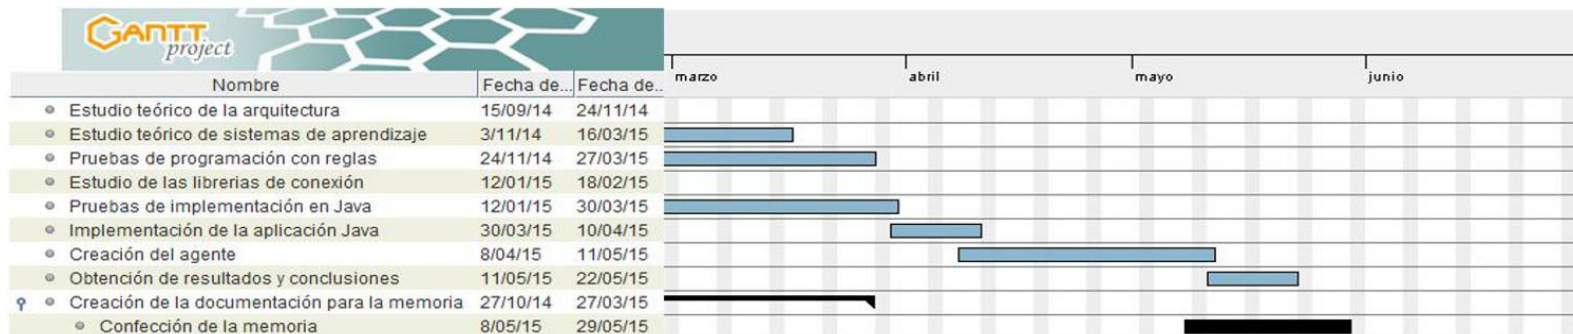 GANTT
project
marzo abril mayo junio
Nombre Fecha de... Fecha de..
Estudio teórico de la arquitectura 15/09/14 24/11/14
Estudio teórico de sistemas de aprendizaje 3/11/14 16/03/15
Pruebas de programación con reglas 24/11/14 27/03/15
Estudio de las librerias de conexión 12/01/15 18/02/15
Pruebas de implementación en Java 12/01/15 30/03/15
Implementación de la aplicación Java 30/03/15 10/04/15
Creación del agente 8/04/15 11/05/15
Obtención de resultados y conclusiones 11/05/15 22/05/15
Creación de la documentación para la memoria 27/10/14 27/03/15
Confección de la memoria 8/05/15 29/05/15